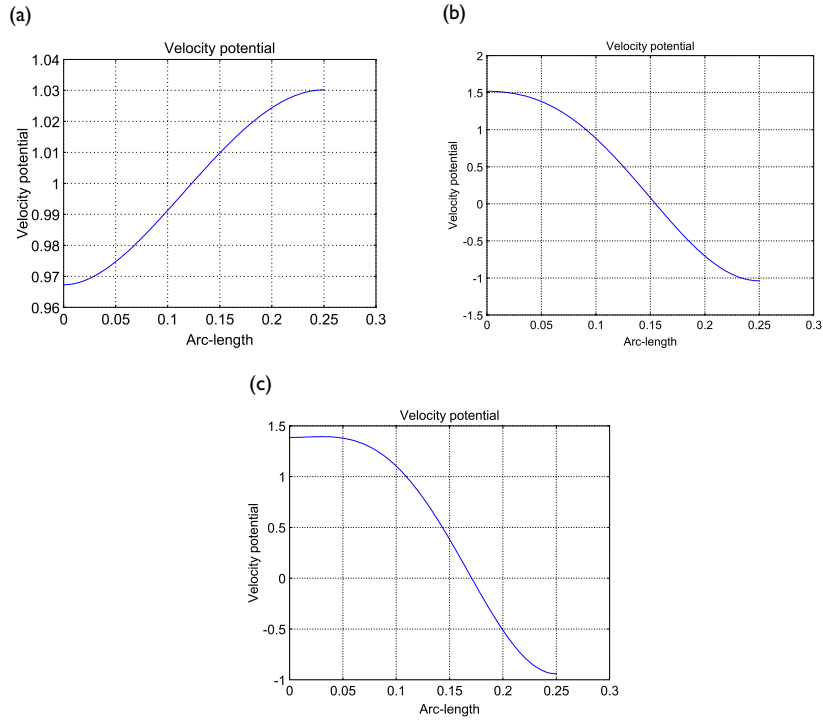 (a)
Velocity potential
Velocity potential
1.04
1.03
1.02
1.01
1
0.99
0.98
0.97
0.96
0 0.05 0.1 0.15 0.2 0.25 0.3
Arc-length
(b)
Velocity potential
Velocity potential
2
1.5
1
0.5
0
-0.5
-1
-1.5
0 0.05 0.1 0.15 0.2 0.25 0.3
Arc-length
(c)
Velocity potential
Velocity potential
1.5
1
0.5
0
-0.5
-1
0 0.05 0.1 0.15 0.2 0.25 0.3
Arc-length